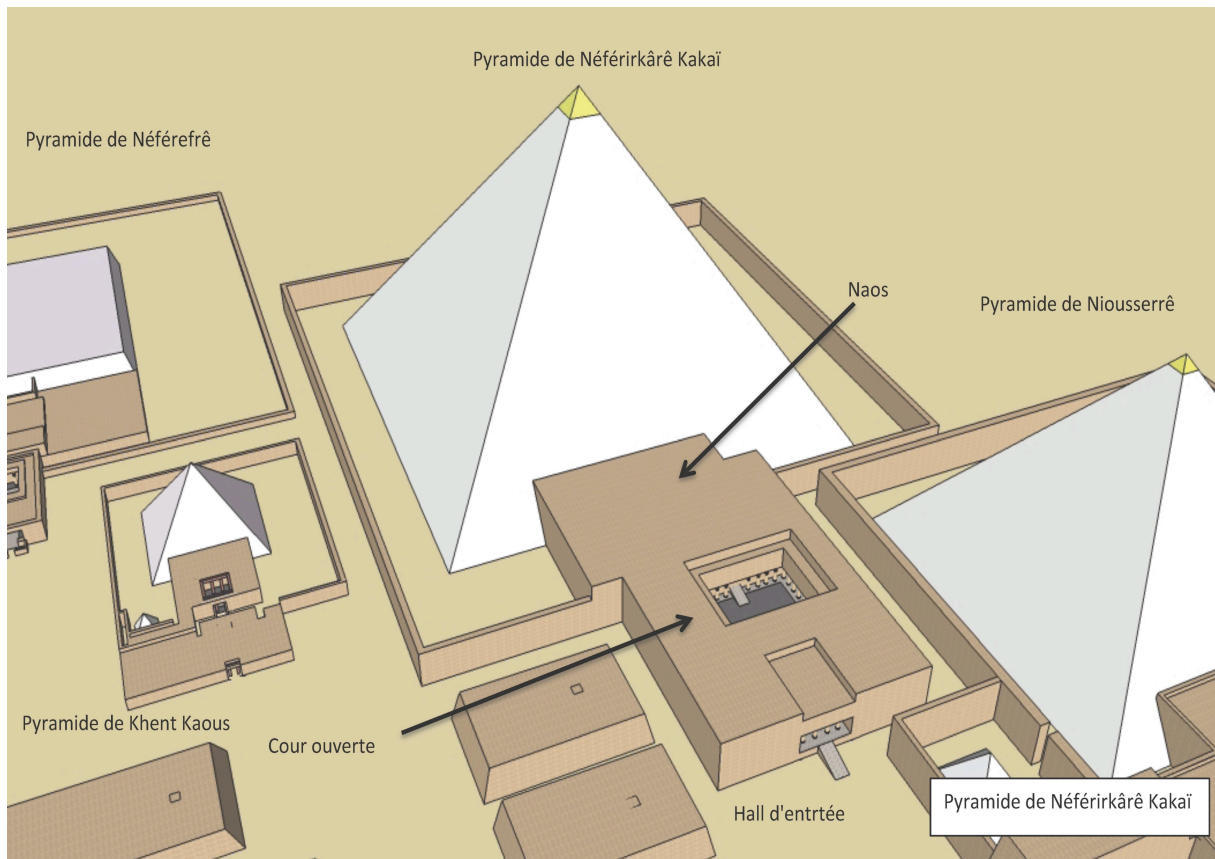 Pyramide de Néférirkârê Kakaï
Pyramide de Néférefrê
Naos
Pyramide de Niousserrê
Pyramide de Khent Kaous
Cour ouverte
Hall d'entrtée
Pyramide de Néférirkârê Kakaï